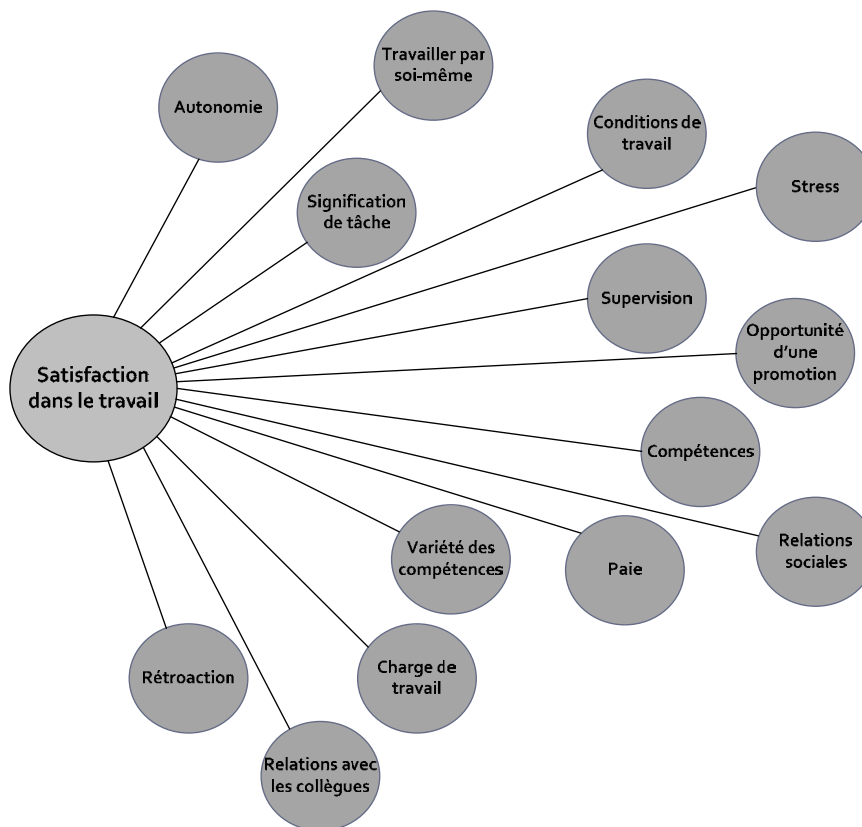 Travailler par
soi-même
Autonomie
Conditions de
travail
Stress
Signification
de tâche
Supervision
Opportunité
d'une
promotion
Satisfaction
dans le travail
Compétences
Variété des
compétences
Paie
Relations
sociales
Rétroaction
Charge de
travail
Relations avec
les collègues